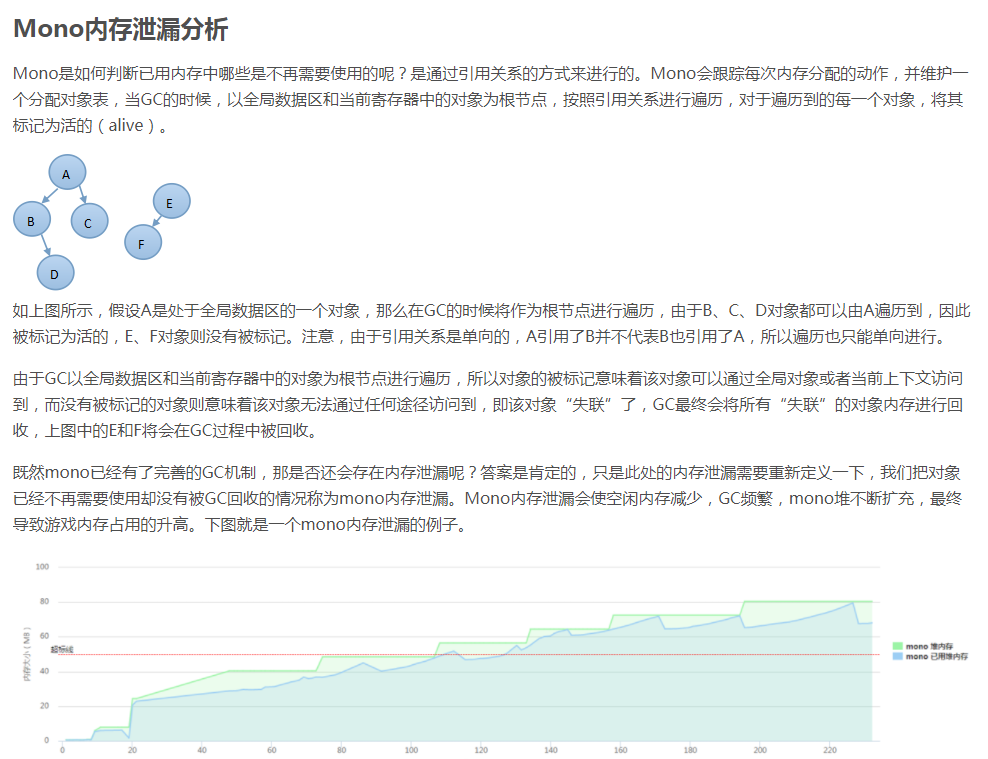 Mono内存泄漏分析
Mono是如何判断已用内存中哪些是不再需要使用的呢？是通过引用关系的方式来进行的。Mono会跟踪每次内存分配的动作，并维护一
个分配对象表，当GC的时候，以全局数据区和当前寄存器中的对象为根节点，按照引用关系进行遍历，对于遍历到的每一个对象，将其
标记为活的（alive）。
A
B
C
D
E
F
如上图所示，假设A是处于全局数据区的一个对象，那么在GC的时候将作为根节点进行遍历，由于B、C、D对象都可以由A遍历到，因此
被标记为活的，E、F对象则没有被标记。注意，由于引用关系是单向的，A引用了B并不代表B也引用了A，所以遍历也只能单向进行。
由于GC以全局数据区和当前寄存器中的对象为根节点进行遍历，所以对象的被标记意味着该对象可以通过全局对象或者当前上下文访问
到，而没有被标记的对象则意味着该对象无法通过任何途径访问到，即该对象“失联”了，GC最终会将所有“失联”的对象内存进行回
收，上图中的E和F将会在GC过程中被回收。
既然mono已经有了完善的GC机制，那是否还会存在内存泄漏呢？答案是肯定的，只是此处的内存泄漏需要重新定义一下，我们把对象
已经不再需要使用却没有被GC回收的情况称为mono内存泄漏。Mono内存泄漏会使空闲内存减少，GC频繁，mono堆不断扩充，最终
导致游戏内存占用的升高。下图就是一个mono内存泄漏的例子。
内存大小（MB）
100
80
60
超标线
40
20
0
0 20 40 60 80 100 120 140 160 180 200 220
mono 堆内存
mono 已用堆内存